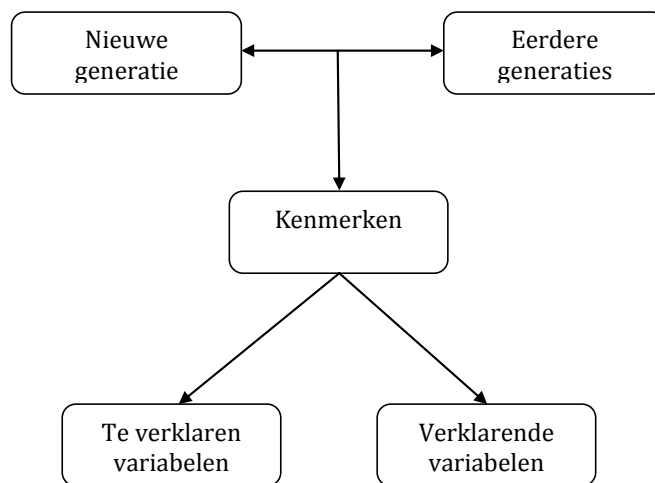 Nieuwe
generatie
Eerdere
generaties
Kenmerken
Te verklaren
variabelen
Verklarende
variabelen